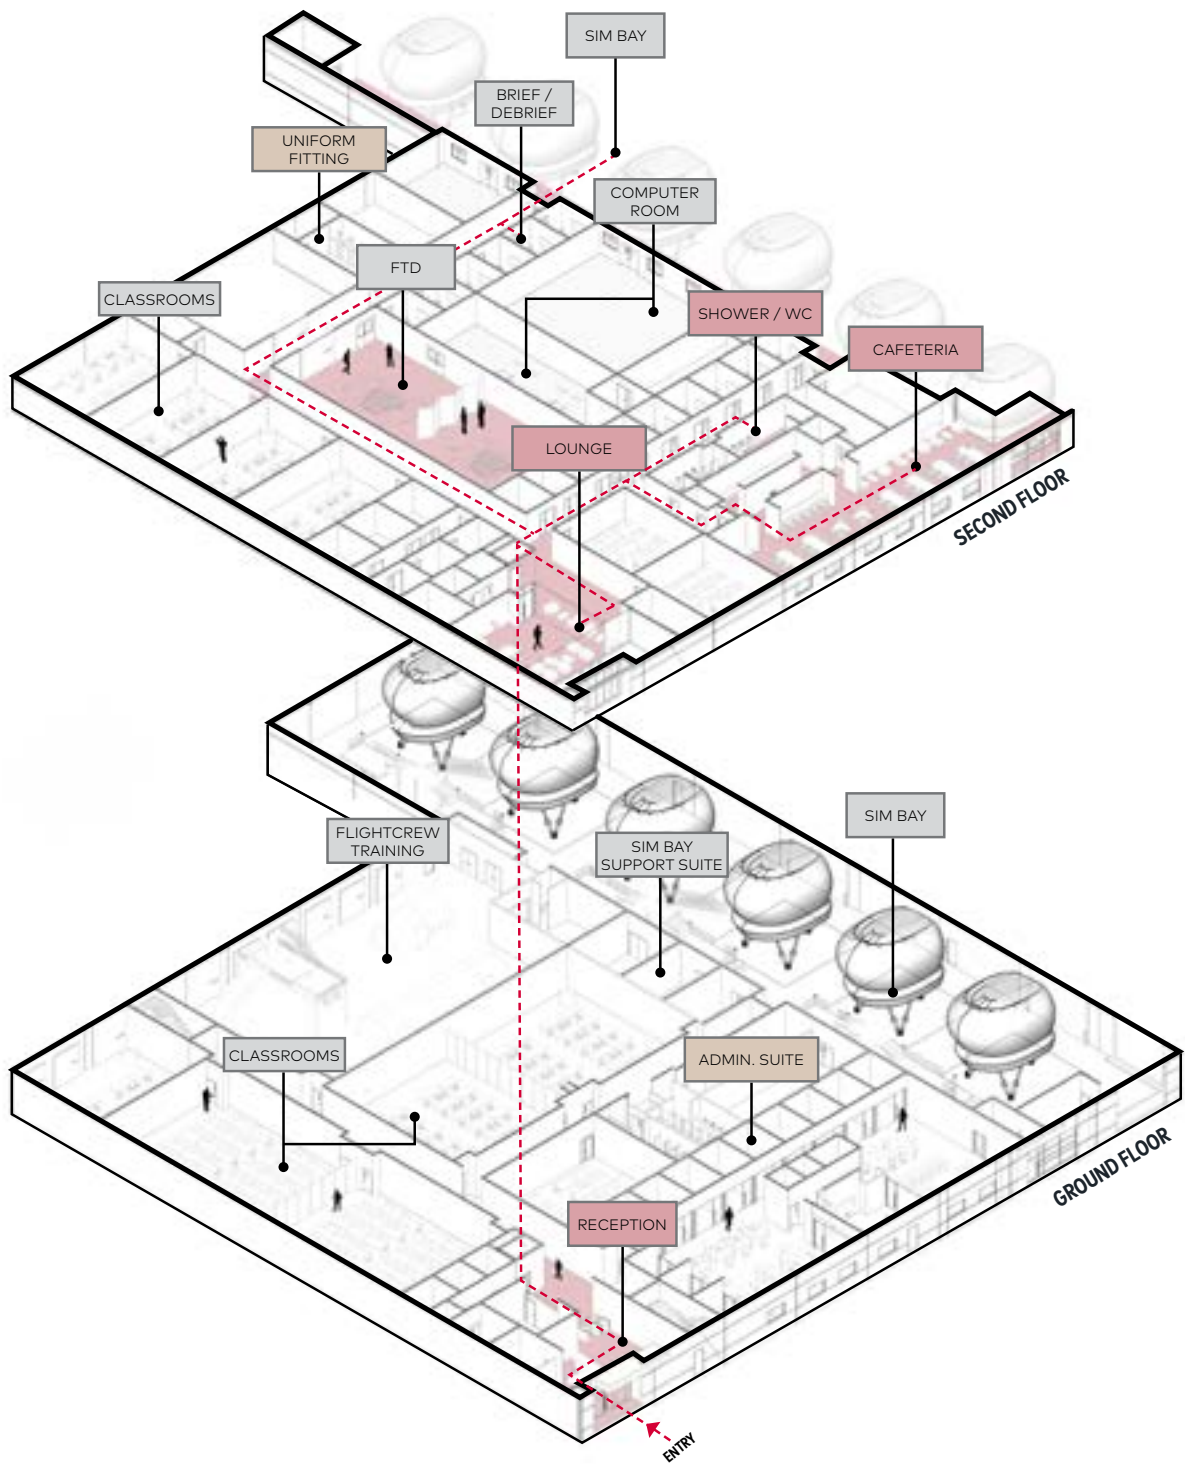 SIM BAY
BRIEF /
DEBRIEF
UNIFORM
FITTING
COMPUTER
ROOM
FTD
CLASSROOMS
SHOWER / WC
CAFETERIA
LOUNGE
SECOND FLOOR
SIM BAY
FLIGHTCREW
TRAINING
SIM BAY
SUPPORT SUITE
CLASSROOMS
ADMIN. SUITE
GROUND FLOOR
RECEPTION
ENTRY